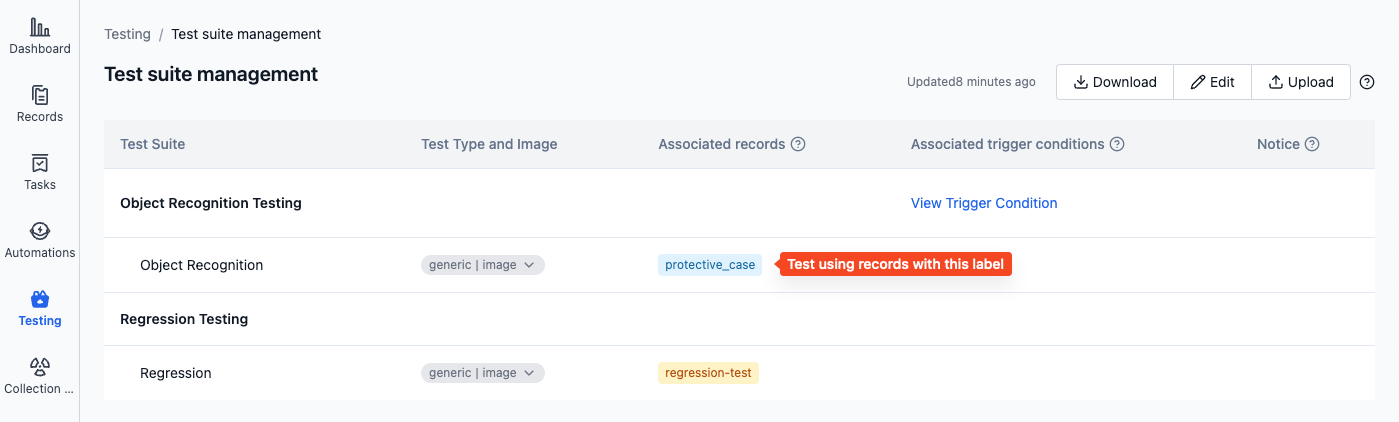 Dashboard
Records
Tasks
Automations
Testing
Collection ...
Testing / Test suite management
Test suite management
Updated8 minutes ago
Download
Edit
Upload
Test Suite
Test Type and Image
Associated records
Associated trigger conditions
Notice
Object Recognition Testing
View Trigger Condition
Object Recognition
generic | image
protective_case
Test using records with this label
Regression Testing
Regression
generic | image
regression-test